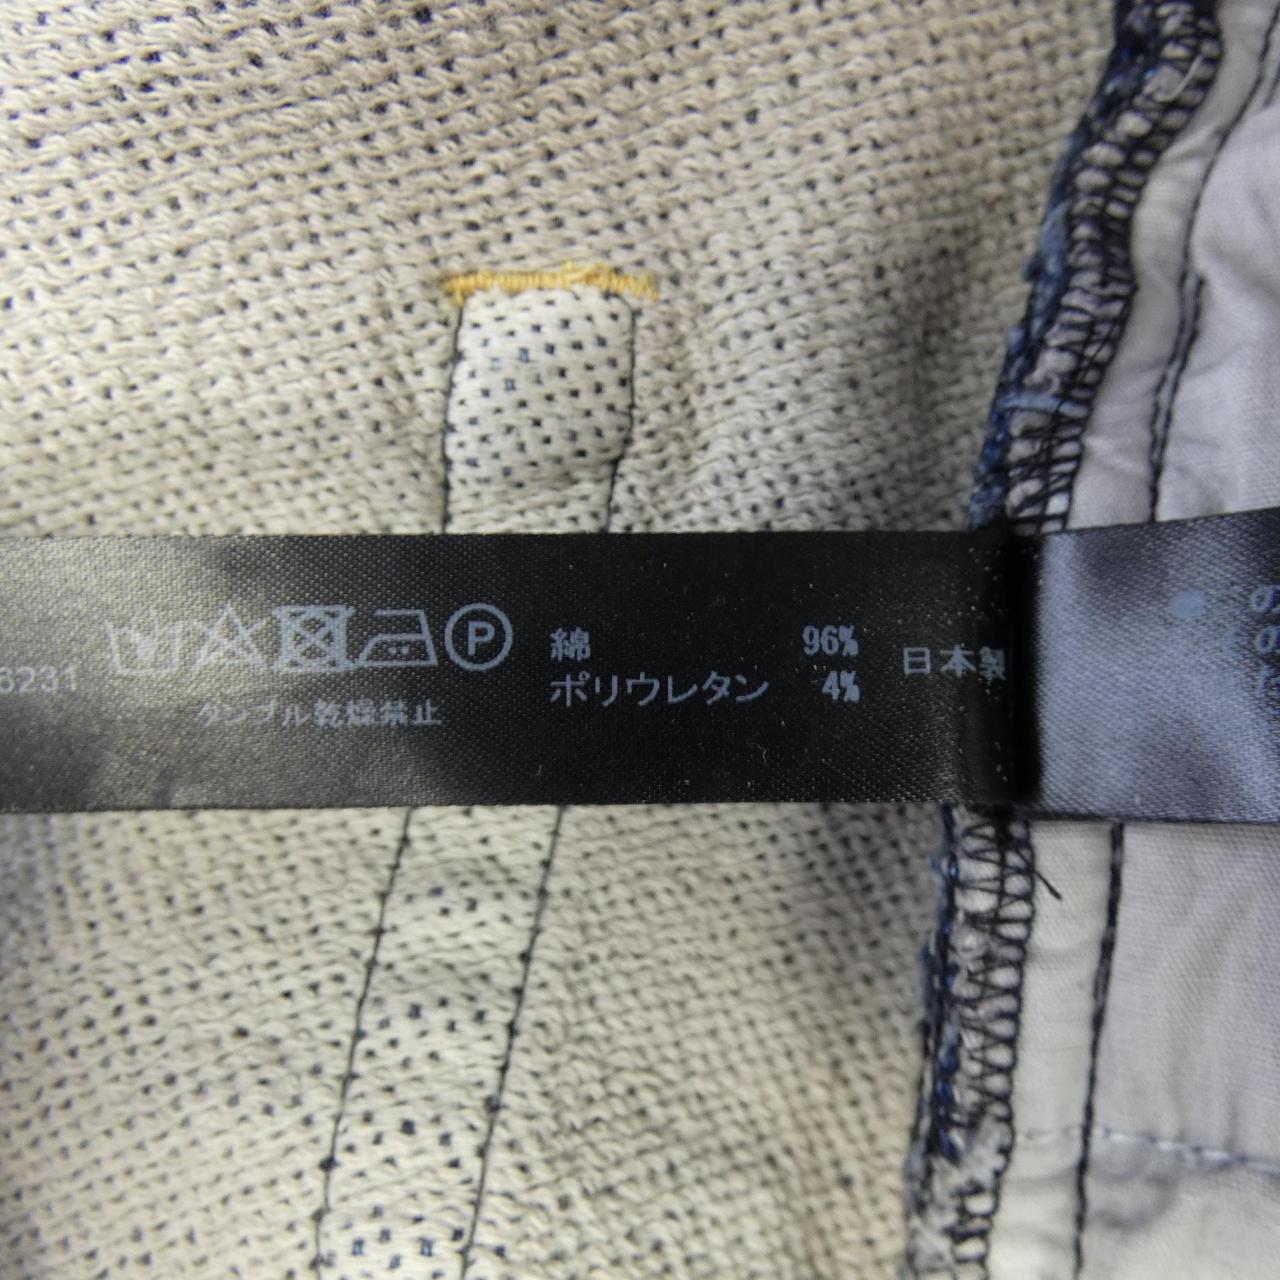 3231
P
タンブル乾燥禁止
綿 96%
ポリウレタン 4%
日本製